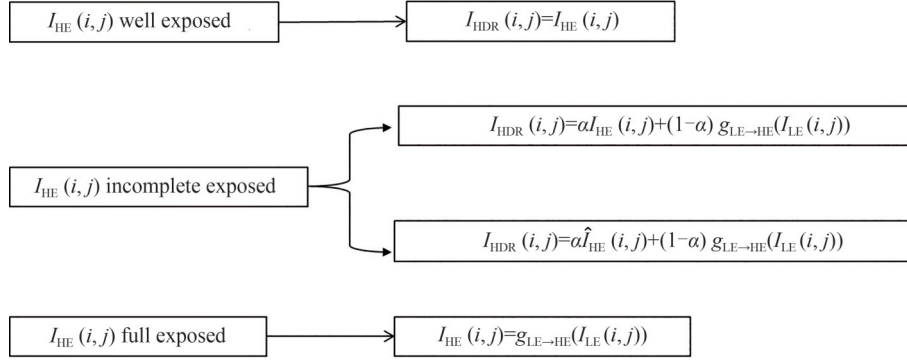 I_HE (i, j) well exposed
I_HDR (i, j)=I_HE (i, j)
I_HDR (i, j)=αI_HE (i, j)+(1−α) g_LE→HE(I_LE(i, j))
I_HE (i, j) incomplete exposed
I_HDR (i, j)=αÎ_HE (i, j)+(1−α) g_LE→HE(I_LE(i, j))
I_HE (i, j) full exposed
I_HE (i, j)=g_LE→HE(I_LE(i, j))